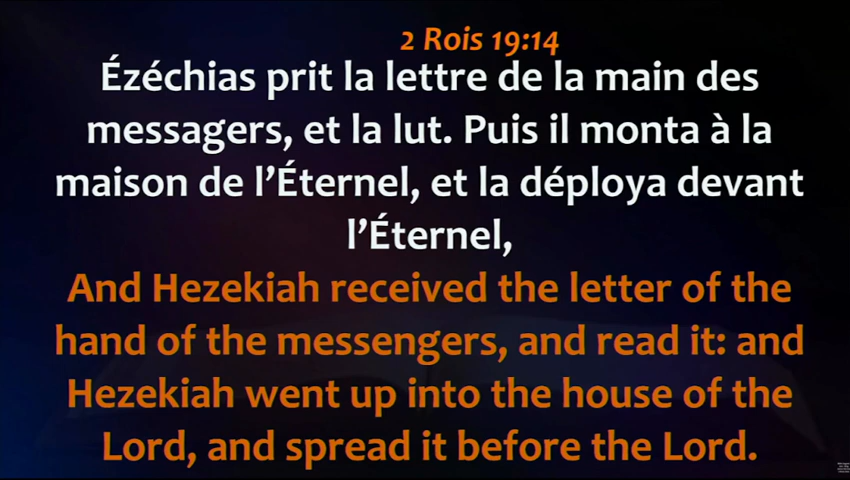 2 Rois 19:14
Ézéchias prit la lettre de la main des
messagers, et la lut. Puis il monta à la
maison de l’Éternel, et la déploya devant
l’Éternel,
And Hezekiah received the letter of the
hand of the messengers, and read it: and
Hezekiah went up into the house of the
Lord, and spread it before the Lord.